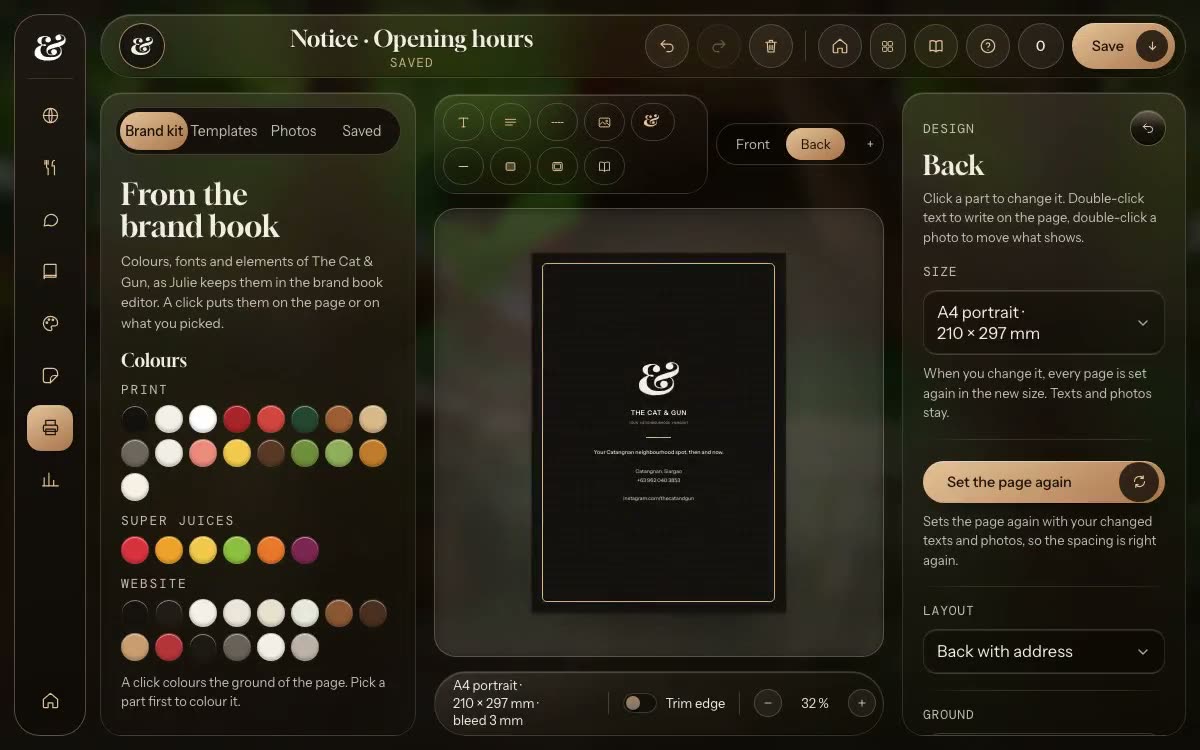 &
&
Notice · Opening hours
SAVED
0
Save
Brand kit
Templates
Photos
Saved
From the
brand book
Colours, fonts and elements of The Cat &
Gun, as Julie keeps them in the brand book
editor. A click puts them on the page or on
what you picked.
Colours
PRINT
SUPER JUICES
WEBSITE
A click colours the ground of the page. Pick a
part first to colour it.
T
&
Front
Back
+
&
THE CAT & GUN
Your Catangnan neighbourhood spot, then and now.
Catangnan, Siargao
instagram.com/thecatandgun
A4 portrait ·
210 × 297 mm ·
bleed 3 mm
Trim edge
−
32 %
+
DESIGN
Back
Click a part to change it. Double-click
text to write on the page, double-click a
photo to move what shows.
SIZE
A4 portrait ·
210 × 297 mm
When you change it, every page is set
again in the new size. Texts and photos
stay.
Set the page again
Sets the page again with your changed
texts and photos, so the spacing is right
again.
LAYOUT
Back with address
GROUND